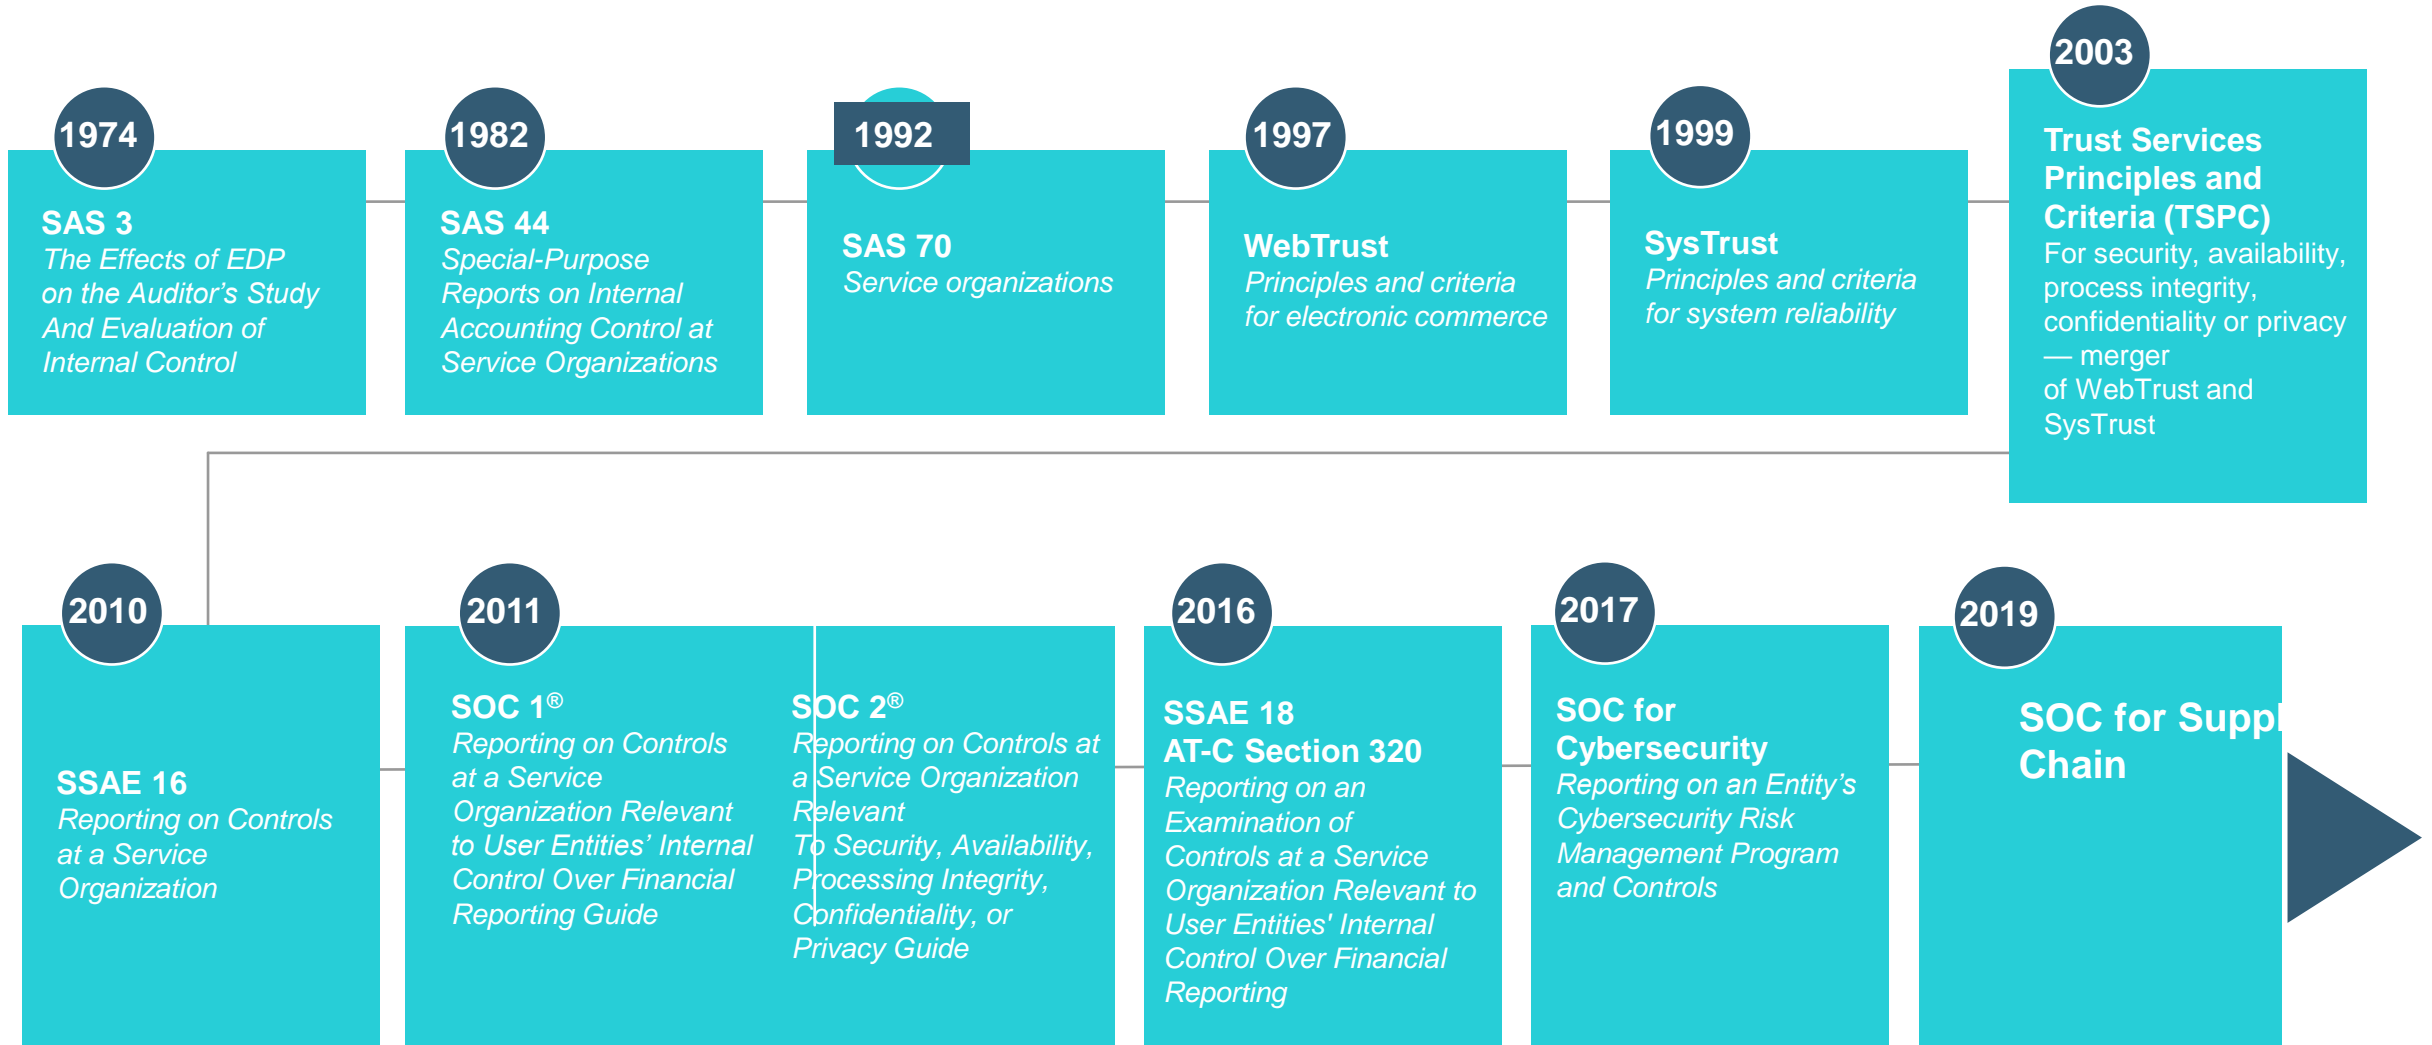 1974
SAS 3
The Effects of EDP
on the Auditor’s Study
And Evaluation of
Internal Control
1982
SAS 44
Special-Purpose
Reports on Internal
Accounting Control at
Service Organizations
1992
SAS 70
Service organizations
1997
WebTrust
Principles and criteria
for electronic commerce
1999
SysTrust
Principles and criteria
for system reliability
2003
Trust Services
Principles and
Criteria (TSPC)
For security, availability,
process integrity,
confidentiality or privacy
— merger
of WebTrust and
SysTrust
2010
SSAE 16
Reporting on Controls
at a Service
Organization
2011
SOC 1®
Reporting on Controls
at a Service
Organization Relevant
to User Entities’ Internal
Control Over Financial
Reporting Guide
SOC 2®
Reporting on Controls at
a Service Organization
Relevant
To Security, Availability,
Processing Integrity,
Confidentiality, or
Privacy Guide
2016
SSAE 18
AT-C Section 320
Reporting on an
Examination of
Controls at a Service
Organization Relevant to
User Entities' Internal
Control Over Financial
Reporting
2017
SOC for
Cybersecurity
Reporting on an Entity’s
Cybersecurity Risk
Management Program
and Controls
2019
SOC for Suppl
Chain